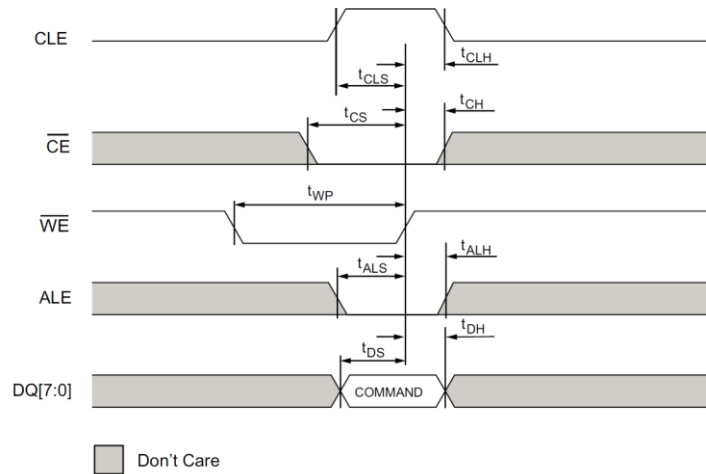 CLE
tCLH
tCLS
tCS
tCH
CE
tWP
WE
tALS
tALH
ALE
tDS
tDH
DQ[7:0]
COMMAND
Don't Care